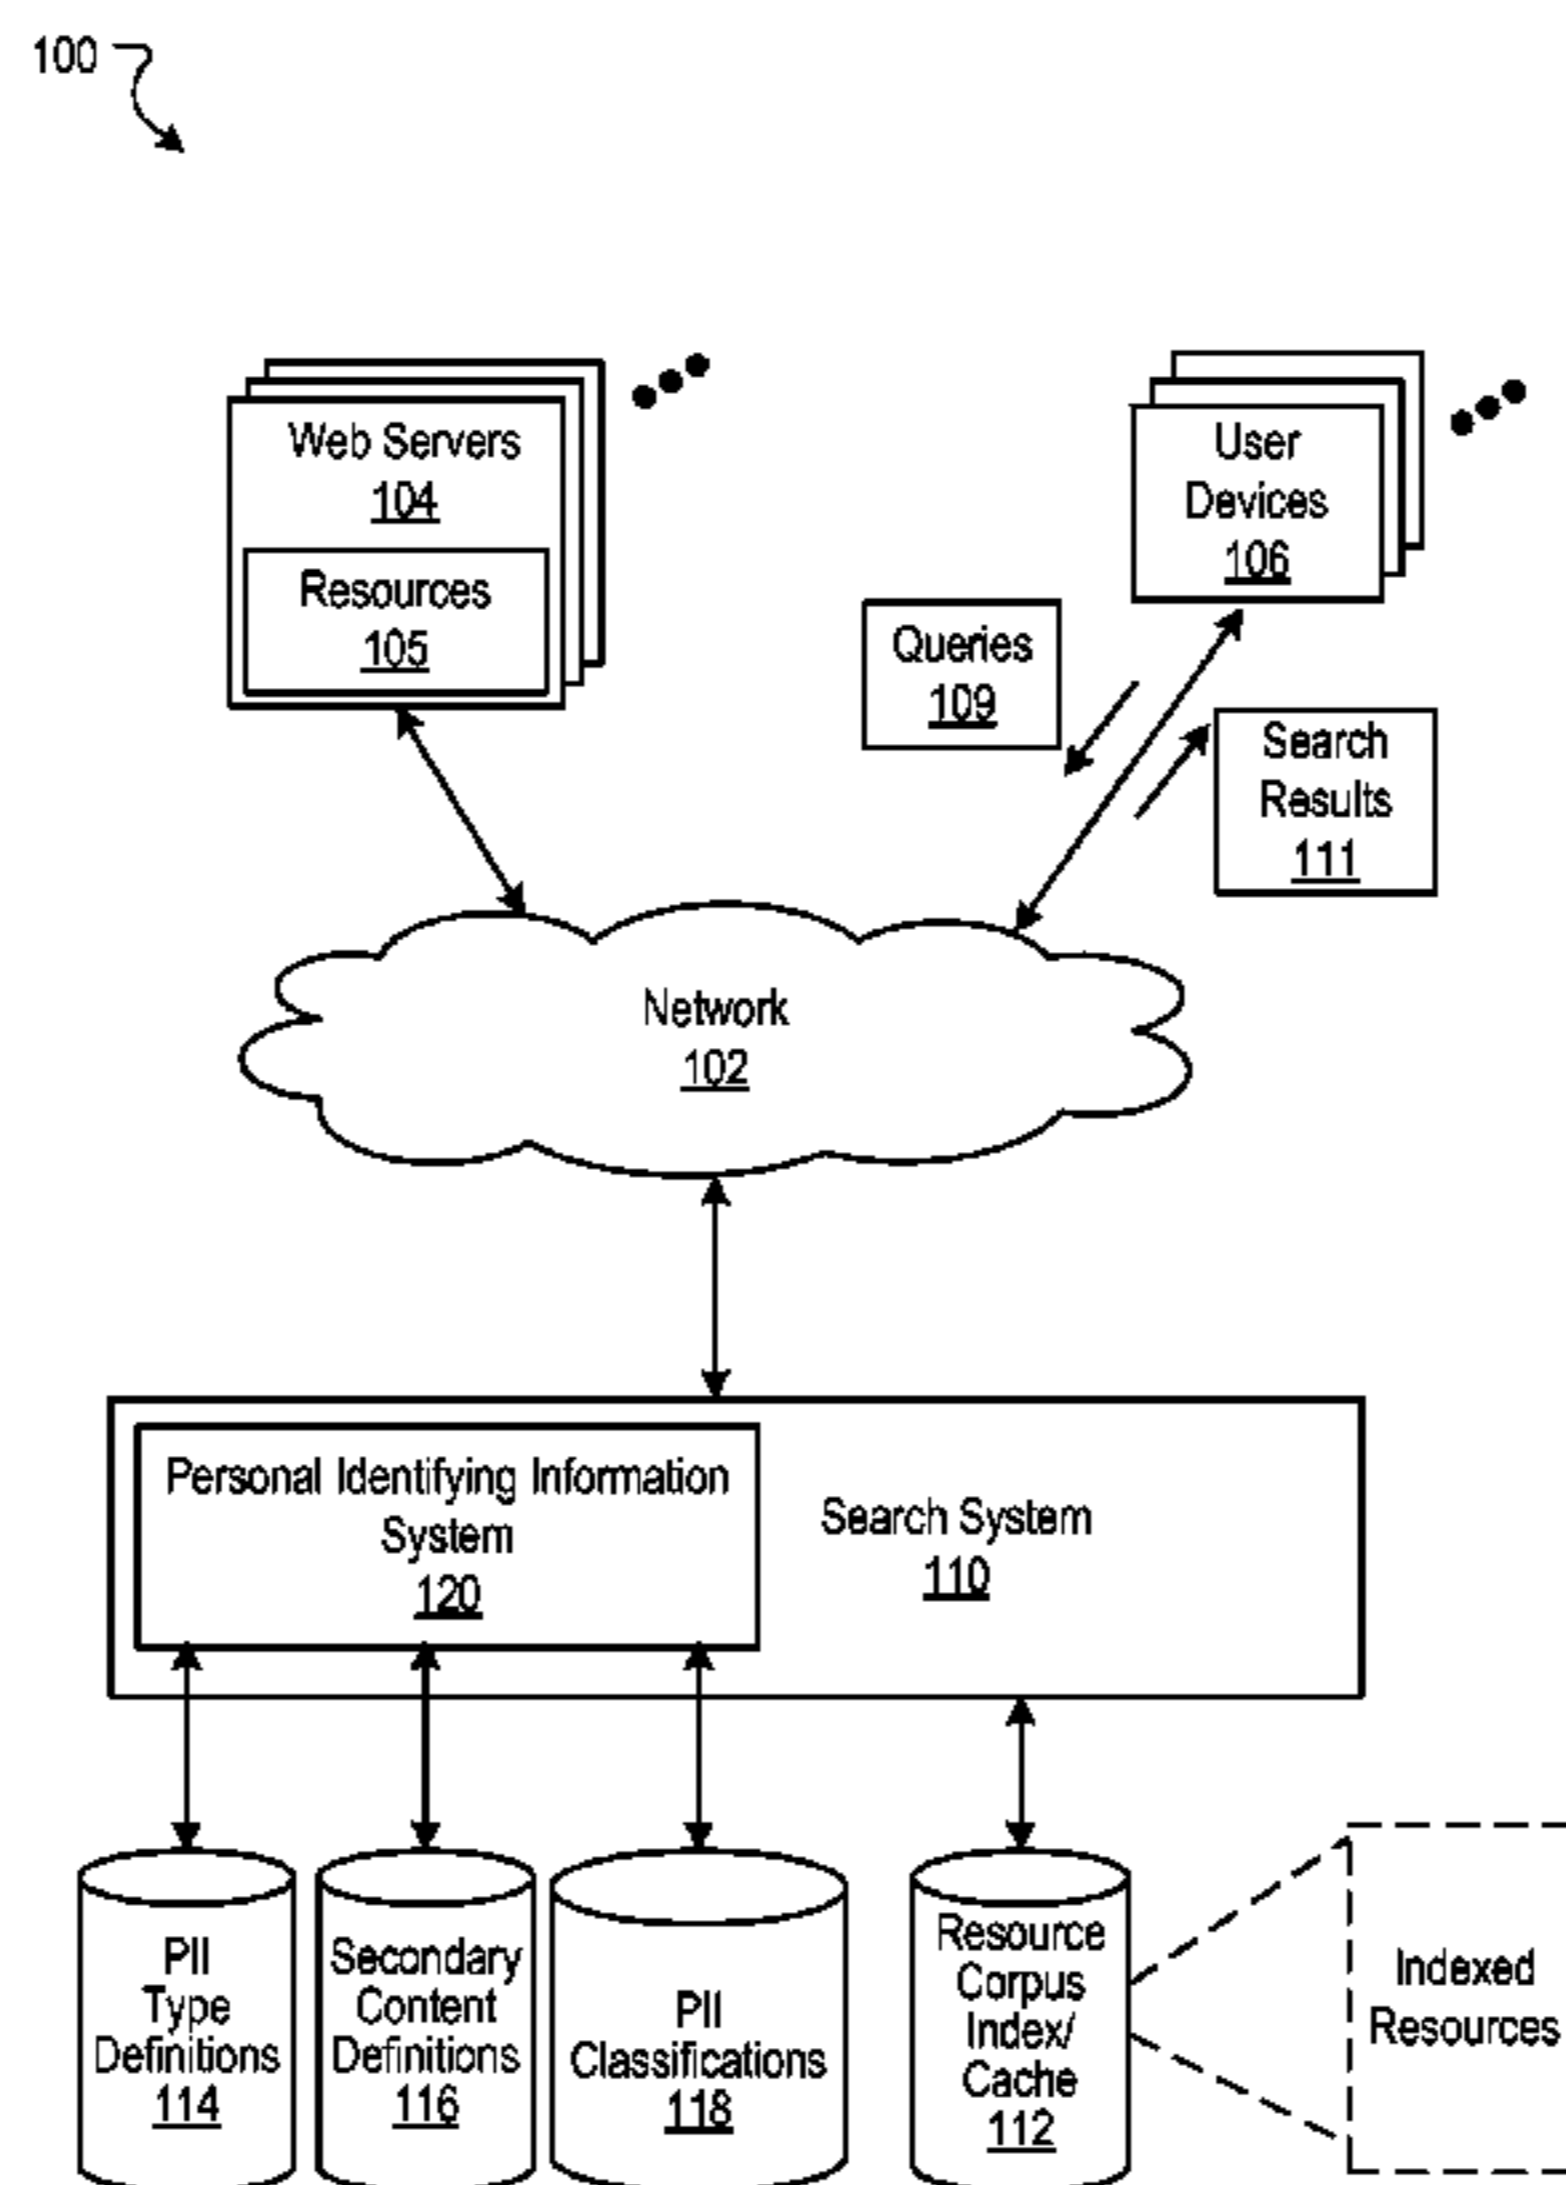 100
Web Servers
104
Resources
105
User
Devices
106
Queries
109
Search
Results
111
Network
102
Personal Identifying Information
System
120
Search System
110
PII
Type
Definitions
114
Secondary
Content
Definitions
116
PII
Classifications
118
Resource
Corpus
Index/
Cache
112
Indexed
Resources